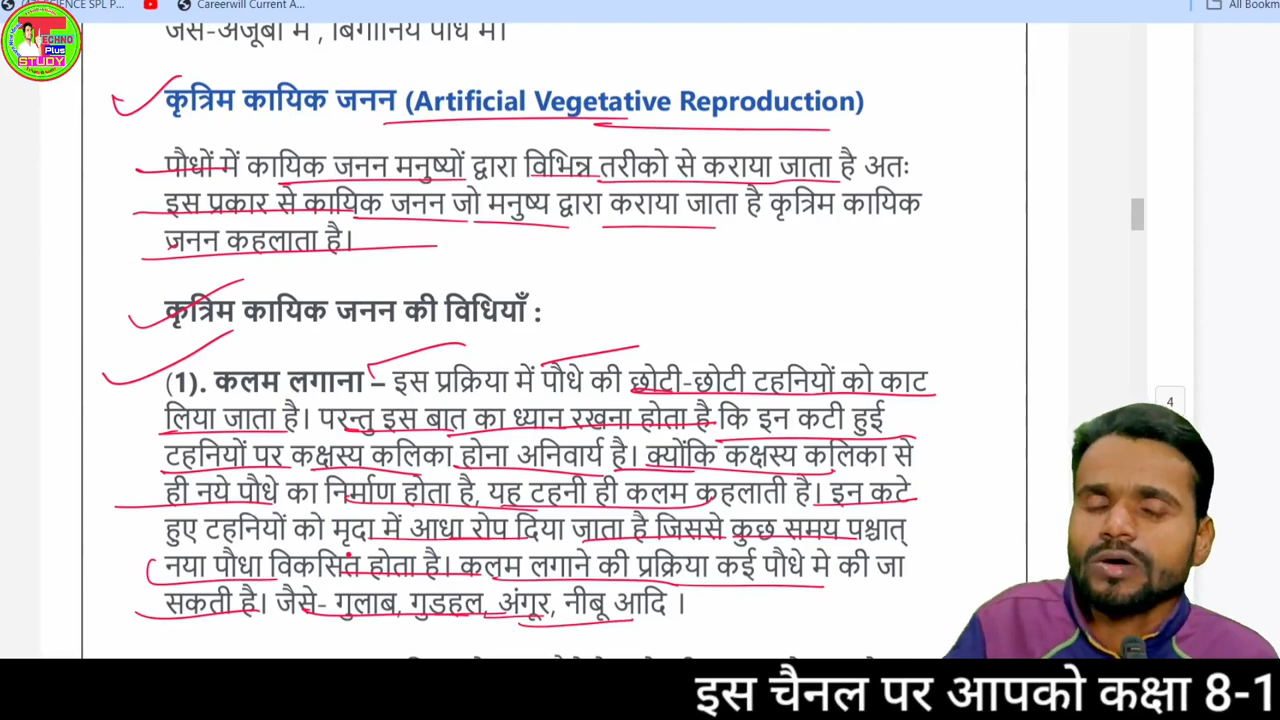 SCIENCE SPL P...
Careerwill Current A...
All Bookm
TECHNO
Plus
STUDY
जैसे-अजूबा में , बिगोनिया पौधे में।
कृत्रिम कायिक जनन (Artificial Vegetative Reproduction)
पौधों में कायिक जनन मनुष्यों द्वारा विभिन्न तरीको से कराया जाता है अतः
इस प्रकार से कायिक जनन जो मनुष्य द्वारा कराया जाता है कृत्रिम कायिक
जनन कहलाता है।
कृत्रिम कायिक जनन की विधियाँ :
(1). कलम लगाना – इस प्रक्रिया में पौधे की छोटी-छोटी टहनियों को काट
लिया जाता है। परन्तु इस बात का ध्यान रखना होता है कि इन कटी हुई
टहनियों पर कक्षस्य कलिका होना अनिवार्य है। क्योंकि कक्षस्य कलिका से
ही नये पौधे का निर्माण होता है, यह टहनी ही कलम कहलाती है। इन कटे
हुए टहनियों को मृदा में आधा रोप दिया जाता है जिससे कुछ समय पश्चात्
नया पौधा विकसित होता है। कलम लगाने की प्रक्रिया कई पौधे मे की जा
सकती है। जैसे- गुलाब, गुडहल, अंगूर, नीबू आदि ।
4
इस चैनल पर आपको कक्षा 8-1